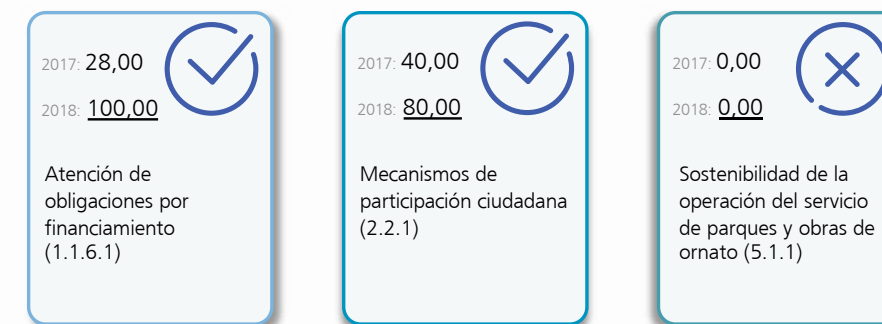 2017: 28,00
2018: 100,00
Atención de
obligaciones por
financiamiento
(1.1.6.1)
2017: 40,00
2018: 80,00
Mecanismos de
participación ciudadana
(2.2.1)
2017: 0,00
2018: 0,00
Sostenibilidad de la
operación del servicio
de parques y obras de
ornato (5.1.1)